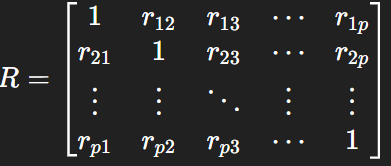 R = [ 1 r₁₂ r₁₃ ⋯ r₁ₚ
r₂₁ 1 r₂₃ ⋯ r₂ₚ
⋮ ⋮ ⋱ ⋮ ⋮
rₚ₁ rₚ₂ rₚ₃ ⋯ 1 ]